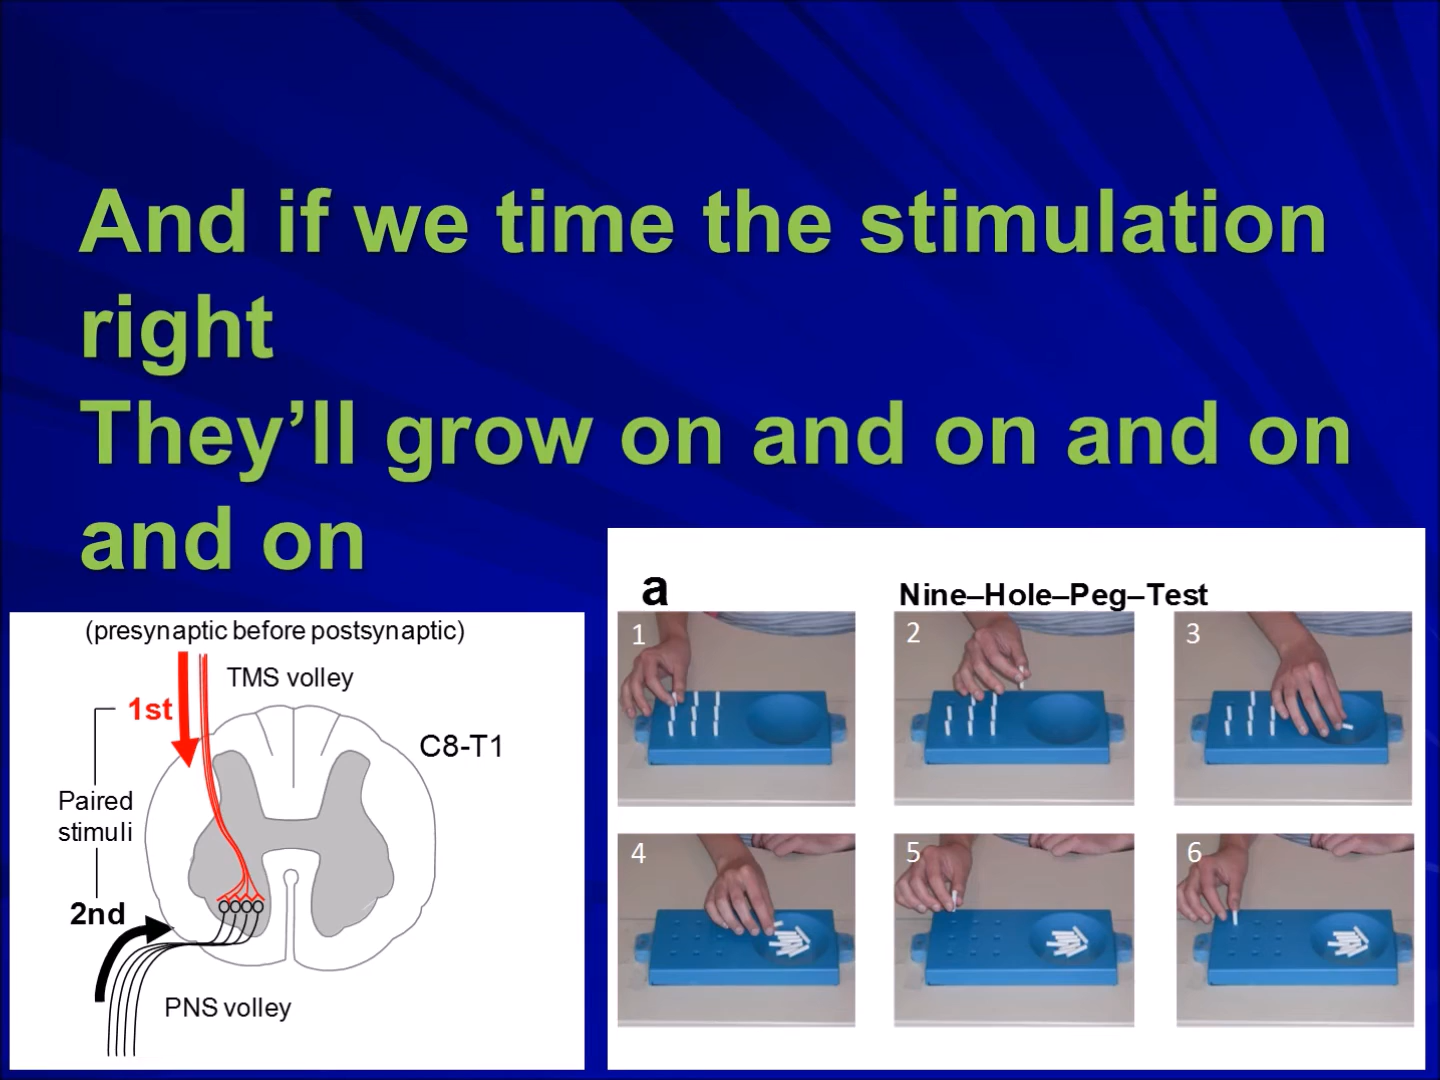 And if we time the stimulation
right
They’ll grow on and on and on
and on
(presynaptic before postsynaptic)
TMS volley
1st
C8-T1
Paired
stimuli
2nd
PNS volley
a
Nine–Hole–Peg–Test
1
2
3
4
5
6